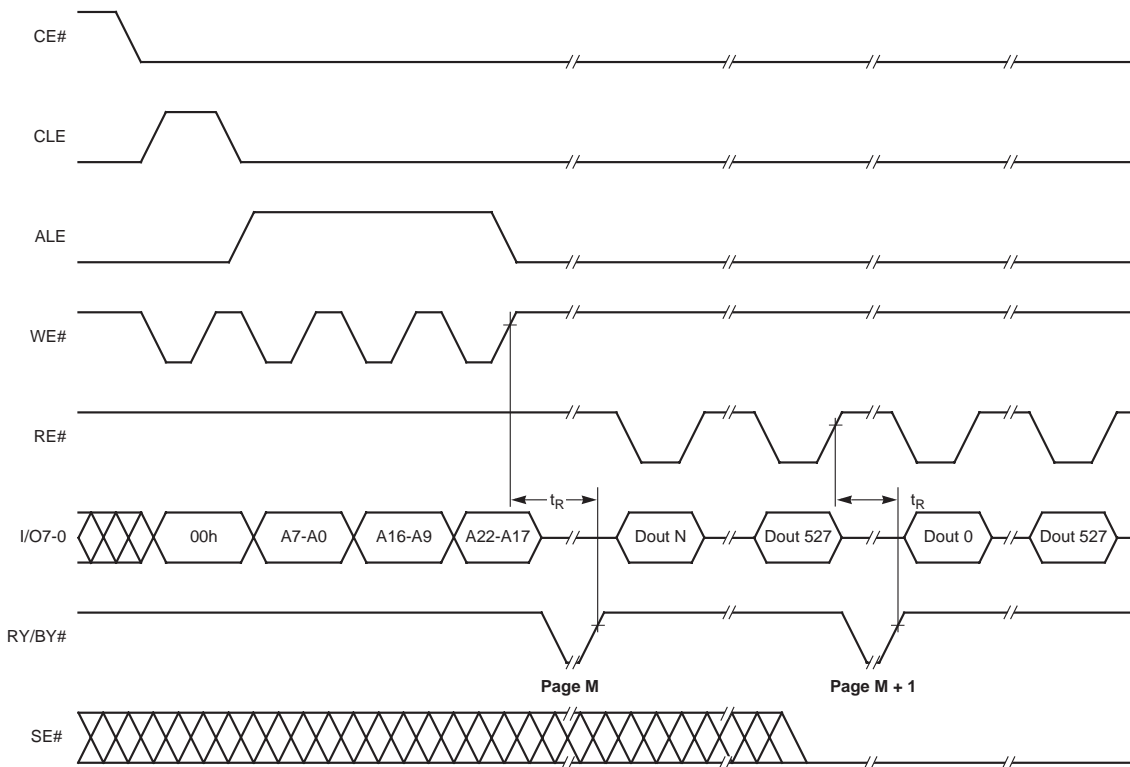 CE#
CLE
ALE
WE#
RE#
tR
tR
I/O7-0
00h
A7-A0
A16-A9
A22-A17
Dout N
Dout 527
Dout 0
Dout 527
RY/BY#
Page M
Page M + 1
SE#